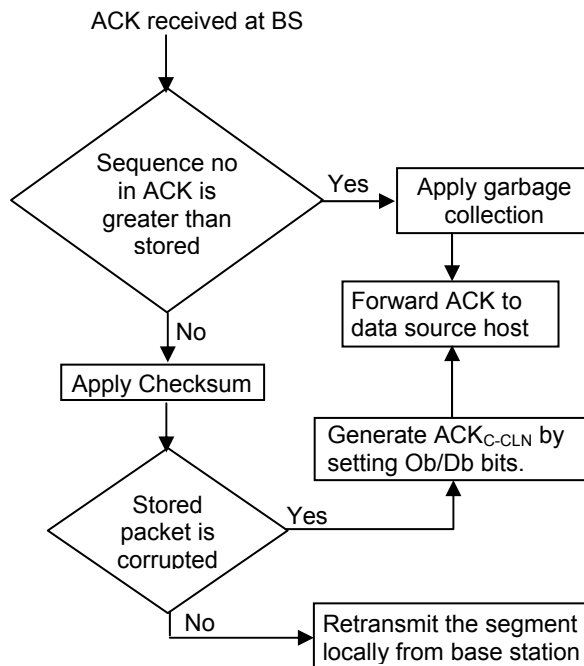 ACK received at BS
Sequence no
in ACK is
greater than
stored
Yes
Apply garbage
collection
Forward ACK to
data source host
No
Apply Checksum
Generate ACKC-CLN by
setting Ob/Db bits.
Stored
packet is
corrupted
Yes
No
Retransmit the segment
locally from base station